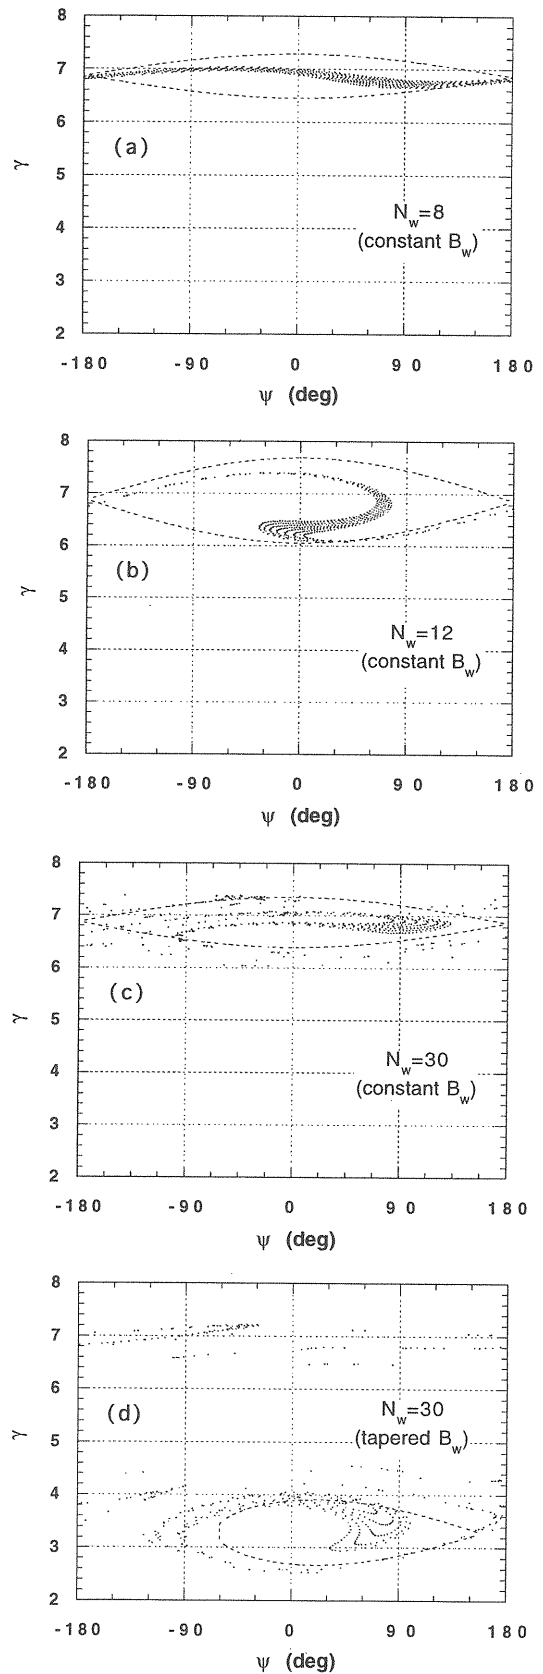 8
7
6
(a)
5
γ
N_w=8
4
(constant B_w)
3
2
-180 -90 0 90 180
ψ (deg)
8
7
6
(b)
5
γ
N_w=12
4
(constant B_w)
3
2
-180 -90 0 90 180
ψ (deg)
8
7
6
(c)
5
γ
N_w=30
4
(constant B_w)
3
2
-180 -90 0 90 180
ψ (deg)
8
7
6
(d)
N_w=30
5
γ
(tapered B_w)
4
3
2
-180 -90 0 90 180
ψ (deg)